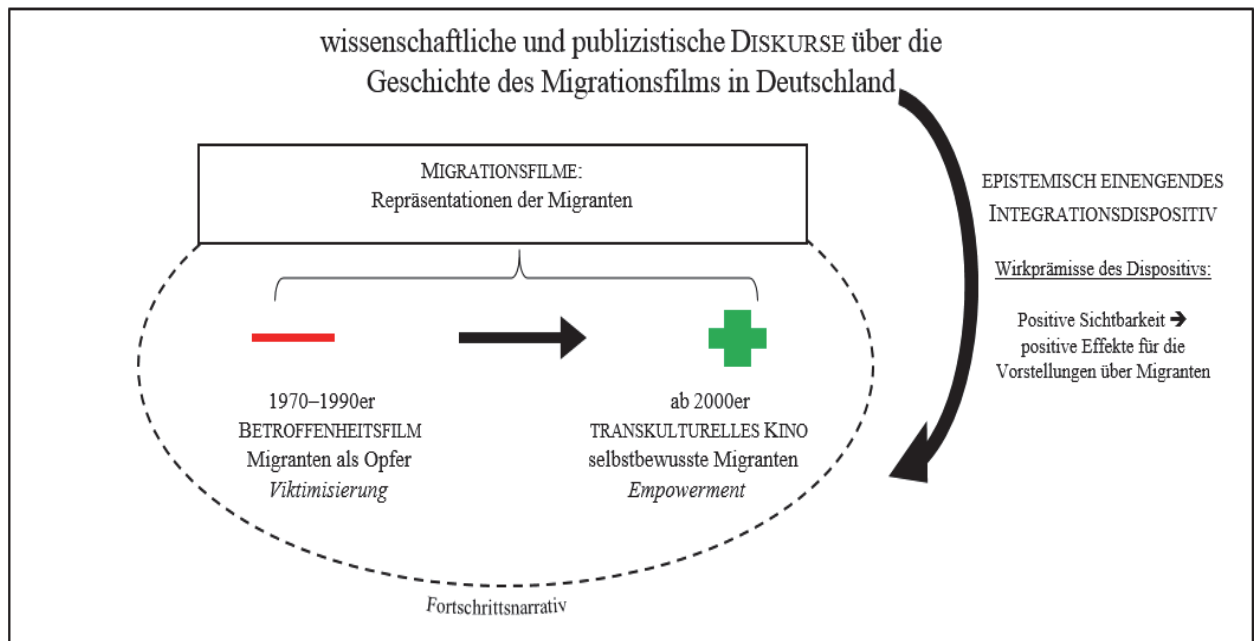 wissenschaftliche und publizistische DISKURSE über die
Geschichte des Migrationsfilms in Deutschland
MIGRATIONSFILME:
Repräsentationen der Migranten
1970–1990er
BETROFFENHEITSFILM
Migranten als Opfer
Viktimisierung
ab 2000er
TRANSKULTURELLES KINO
selbstbewusste Migranten
Empowerment
Fortschrittsnarrativ
EPISTEMISCH EINENGENDES
INTEGRATIONSDISPOSITIV
Wirkprämisse des Dispositivs:
Positive Sichtbarkeit ➔
positive Effekte für die
Vorstellungen über Migranten